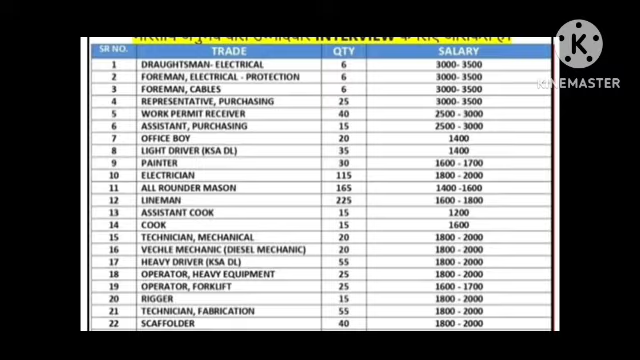 भारतीय अनुभव वाले उम्मीदवार INTERVIEW के लिए आ सकते हैं।
SR NO. TRADE QTY SALARY
1 DRAUGHTSMAN- ELECTRICAL 6 3000- 3500
2 FOREMAN, ELECTRICAL - PROTECTION 6 3000- 3500
3 FOREMAN, CABLES 6 3000- 3500
4 REPRESENTATIVE, PURCHASING 25 3000- 3500
5 WORK PERMIT RECEIVER 40 2500 - 3000
6 ASSISTANT, PURCHASING 15 2500 - 3000
7 OFFICE BOY 20 1400
8 LIGHT DRIVER (KSA DL) 35 1400
9 PAINTER 30 1600 - 1700
10 ELECTRICIAN 115 1800 - 2000
11 ALL ROUNDER MASON 165 1400 -1600
12 LINEMAN 225 1600 - 1800
13 ASSISTANT COOK 15 1200
14 COOK 15 1600
15 TECHNICIAN, MECHANICAL 20 1800 - 2000
16 VECHLE MECHANIC (DIESEL MECHANIC) 20 1800 - 2000
17 HEAVY DRIVER (KSA DL) 55 1800 - 2000
18 OPERATOR, HEAVY EQUIPMENT 25 1800 - 2000
19 OPERATOR, FORKLIFT 25 1600 - 1700
20 RIGGER 15 1800 - 2000
21 TECHNICIAN, FABRICATION 55 1800 - 2000
22 SCAFFOLDER 40 1800 - 2000
KINEMASTER